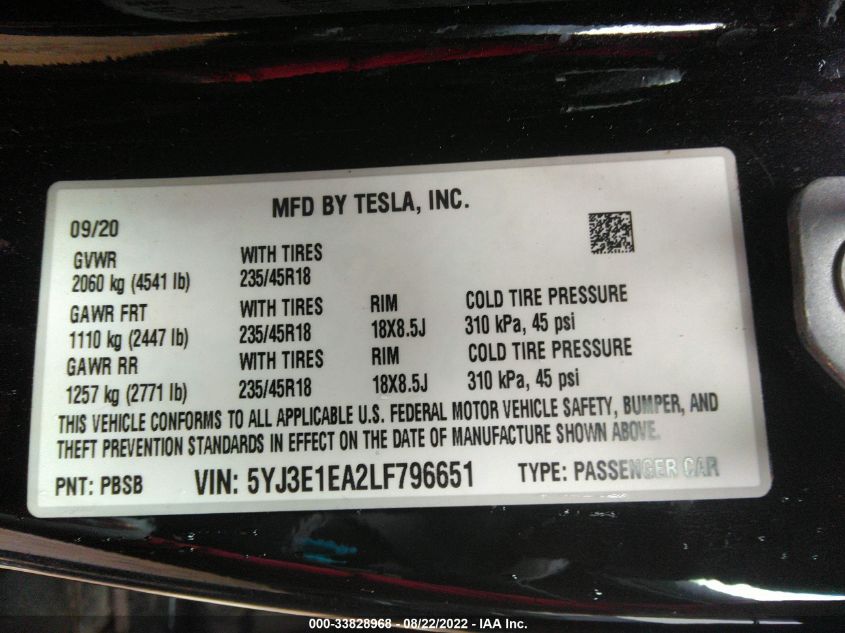 MFD BY TESLA, INC.
09/20
GVWR WITH TIRES
2060 kg (4541 lb) 235/45R18
GAWR FRT WITH TIRES RIM COLD TIRE PRESSURE
1110 kg (2447 lb) 235/45R18 18X8.5J 310 kPa, 45 psi
GAWR RR WITH TIRES RIM COLD TIRE PRESSURE
1257 kg (2771 lb) 235/45R18 18X8.5J 310 kPa, 45 psi
THIS VEHICLE CONFORMS TO ALL APPLICABLE U.S. FEDERAL MOTOR VEHICLE SAFETY, BUMPER, AND
THEFT PREVENTION STANDARDS IN EFFECT ON THE DATE OF MANUFACTURE SHOWN ABOVE.
PNT: PBSB VIN: 5YJ3E1EA2LF796651 TYPE: PASSENGER CAR
000-33828968 - 08/22/2022 - IAA Inc.